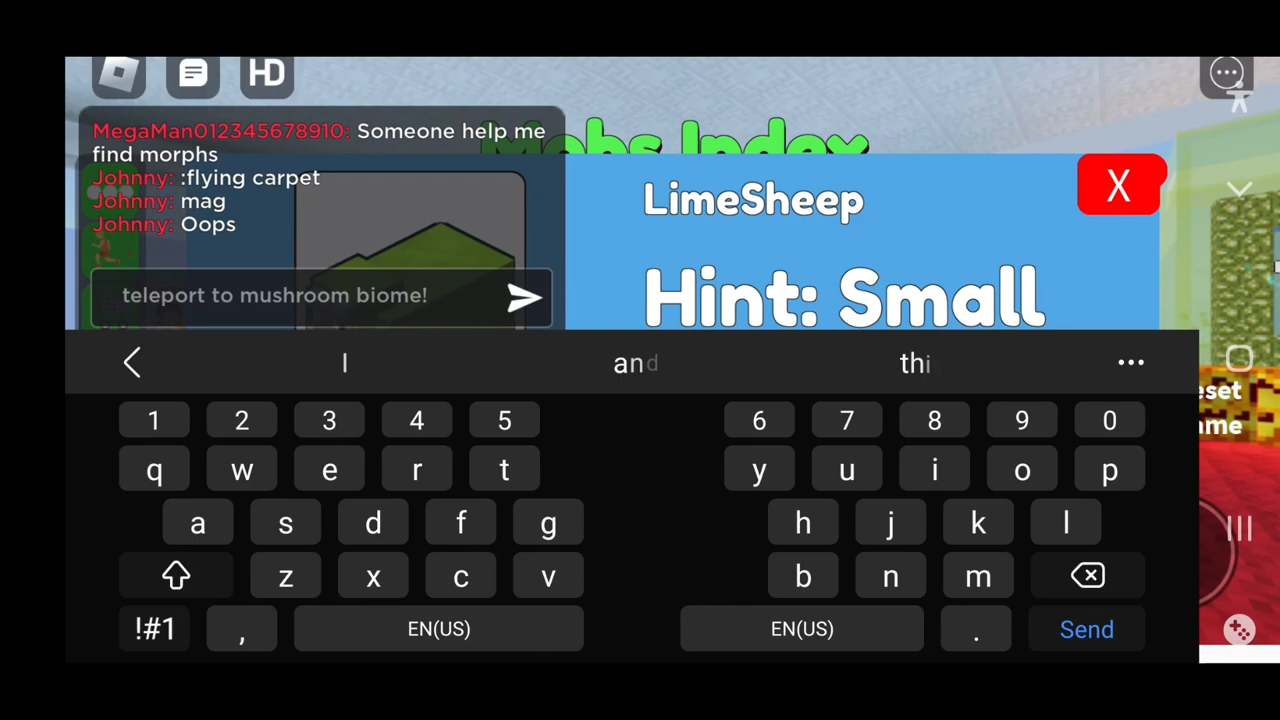 HD
Mobs Index
MegaMan012345678910: Someone help me
find morphs
Johnny: :flying carpet
Johnny: mag
Johnny: Oops
teleport to mushroom biome!
LimeSheep
X
Hint: Small
I
and
thi
eset
ame
1 2 3 4 5 6 7 8 9 0
q w e r t y u i o p
a s d f g h j k l
z x c v b n m
!#1 , EN(US) EN(US) . Send